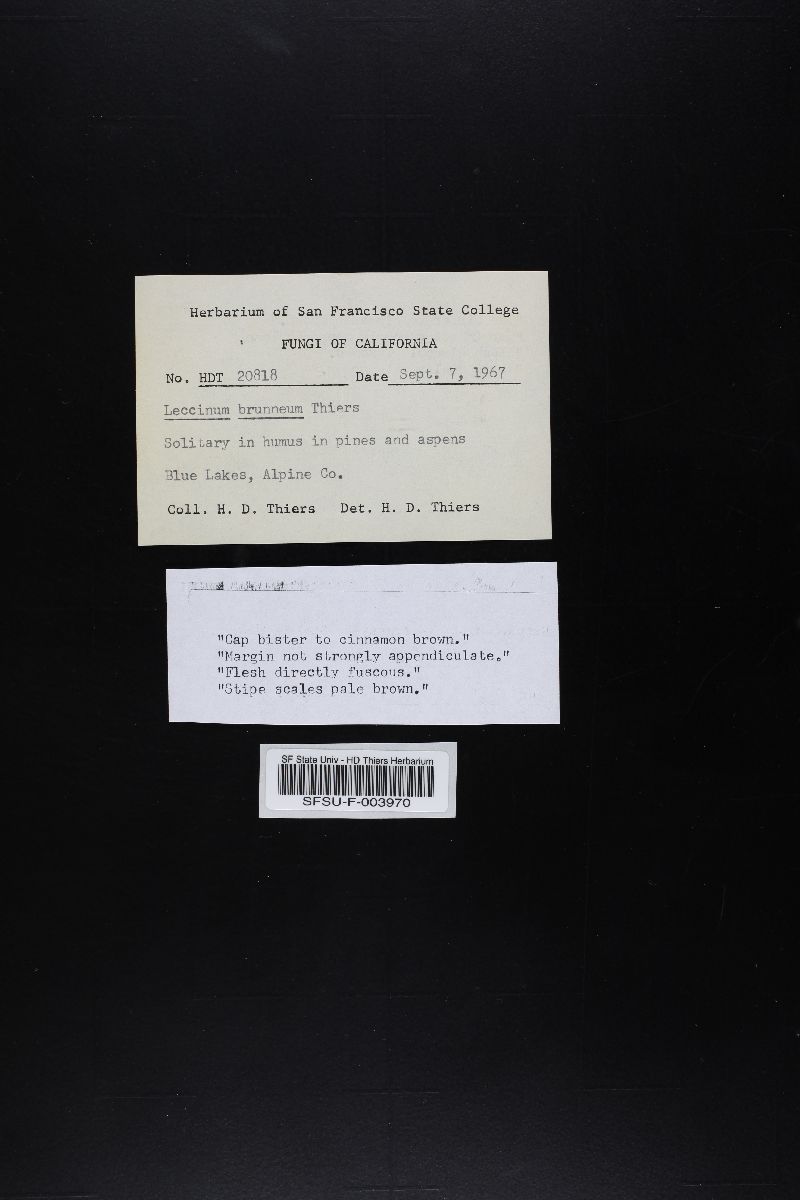 Herbarium of San Francisco State College
FUNGI OF CALIFORNIA
No. HDT 20818 Date Sept. 7, 1967
Leccinum brunneum Thiers
Solitary in humus in pines and aspens
Blue Lakes, Alpine Co.
Coll. H. D. Thiers Det. H. D. Thiers
"Cap bister to cinnamon brown."
"Margin not strongly appendiculate."
"Flesh directly fuscous."
"Stipe scales pale brown."
SF State Univ - HD Thiers Herbarium
SFSU-F-003970